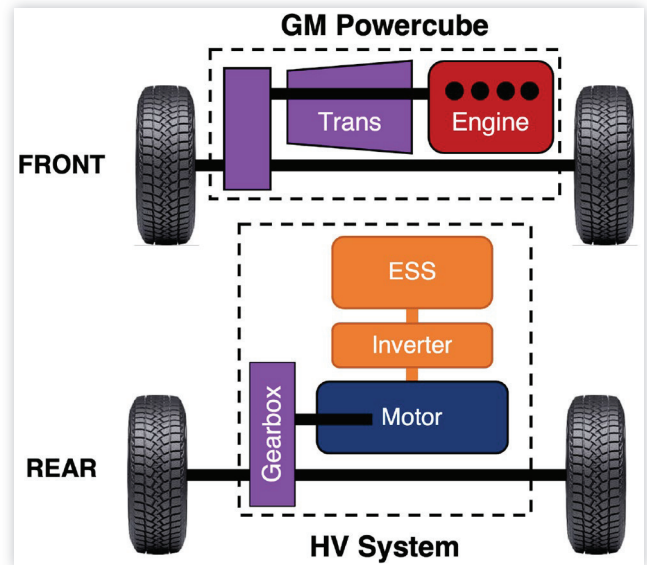 GM Powercube
Trans
Engine
FRONT
ESS
Inverter
Gearbox
Motor
REAR
HV System